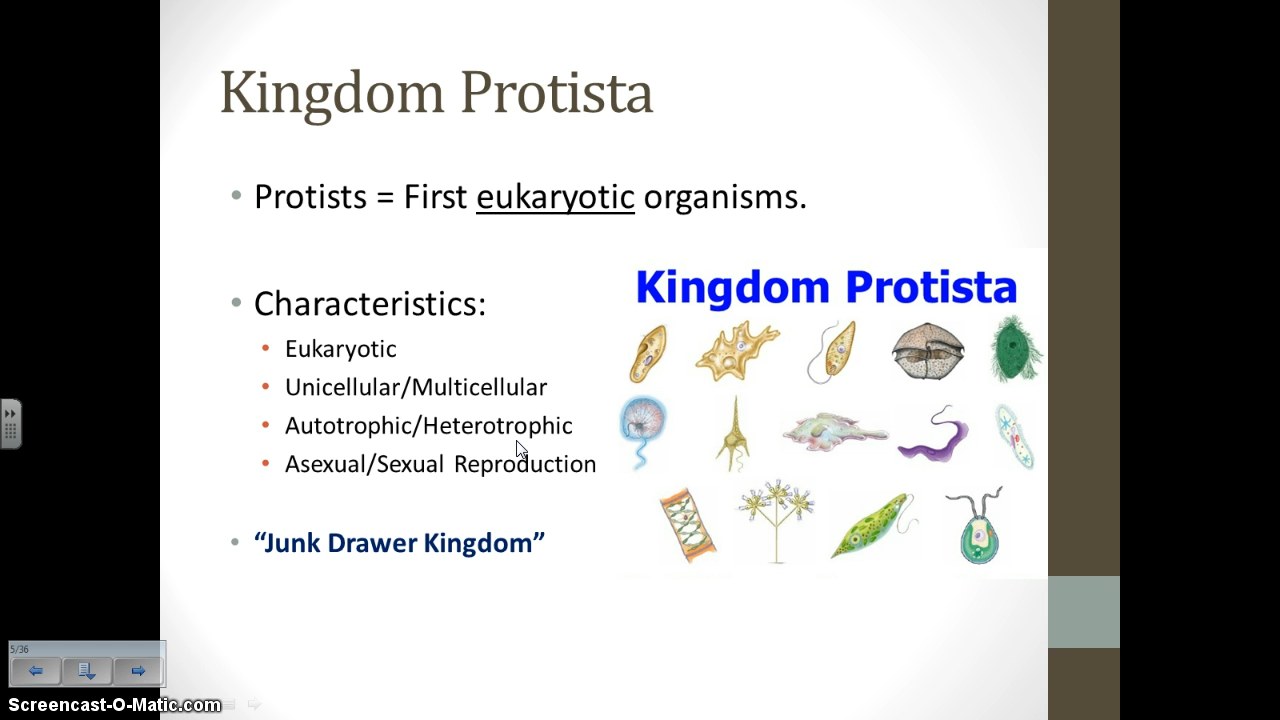 Kingdom Protista
• Protists = First eukaryotic organisms.
• Characteristics:
• Eukaryotic
• Unicellular/Multicellular
• Autotrophic/Heterotrophic
• Asexual/Sexual Reproduction
• “Junk Drawer Kingdom”
Kingdom Protista
5/36
Screencast-O-Matic.com